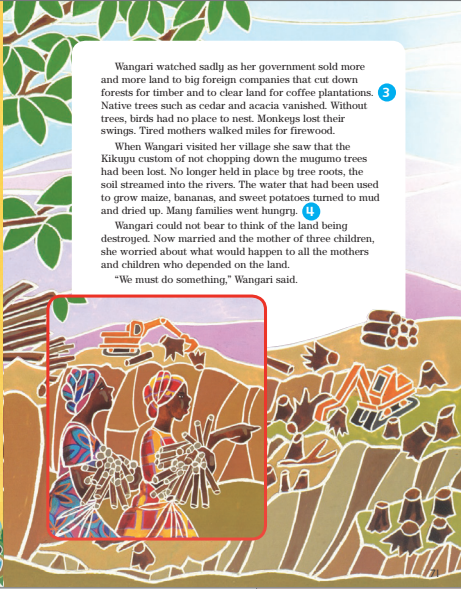 Wangari watched sadly as her government sold more
and more land to big foreign companies that cut down
forests for timber and to clear land for coffee plantations. 3
Native trees such as cedar and acacia vanished. Without
trees, birds had no place to nest. Monkeys lost their
swings. Tired mothers walked miles for firewood.
When Wangari visited her village she saw that the
Kikuyu custom of not chopping down the mugumo trees
had been lost. No longer held in place by tree roots, the
soil streamed into the rivers. The water that had been used
to grow maize, bananas, and sweet potatoes turned to mud
and dried up. Many families went hungry. 4
Wangari could not bear to think of the land being
destroyed. Now married and the mother of three children,
she worried about what would happen to all the mothers
and children who depended on the land.
“We must do something,” Wangari said.
71